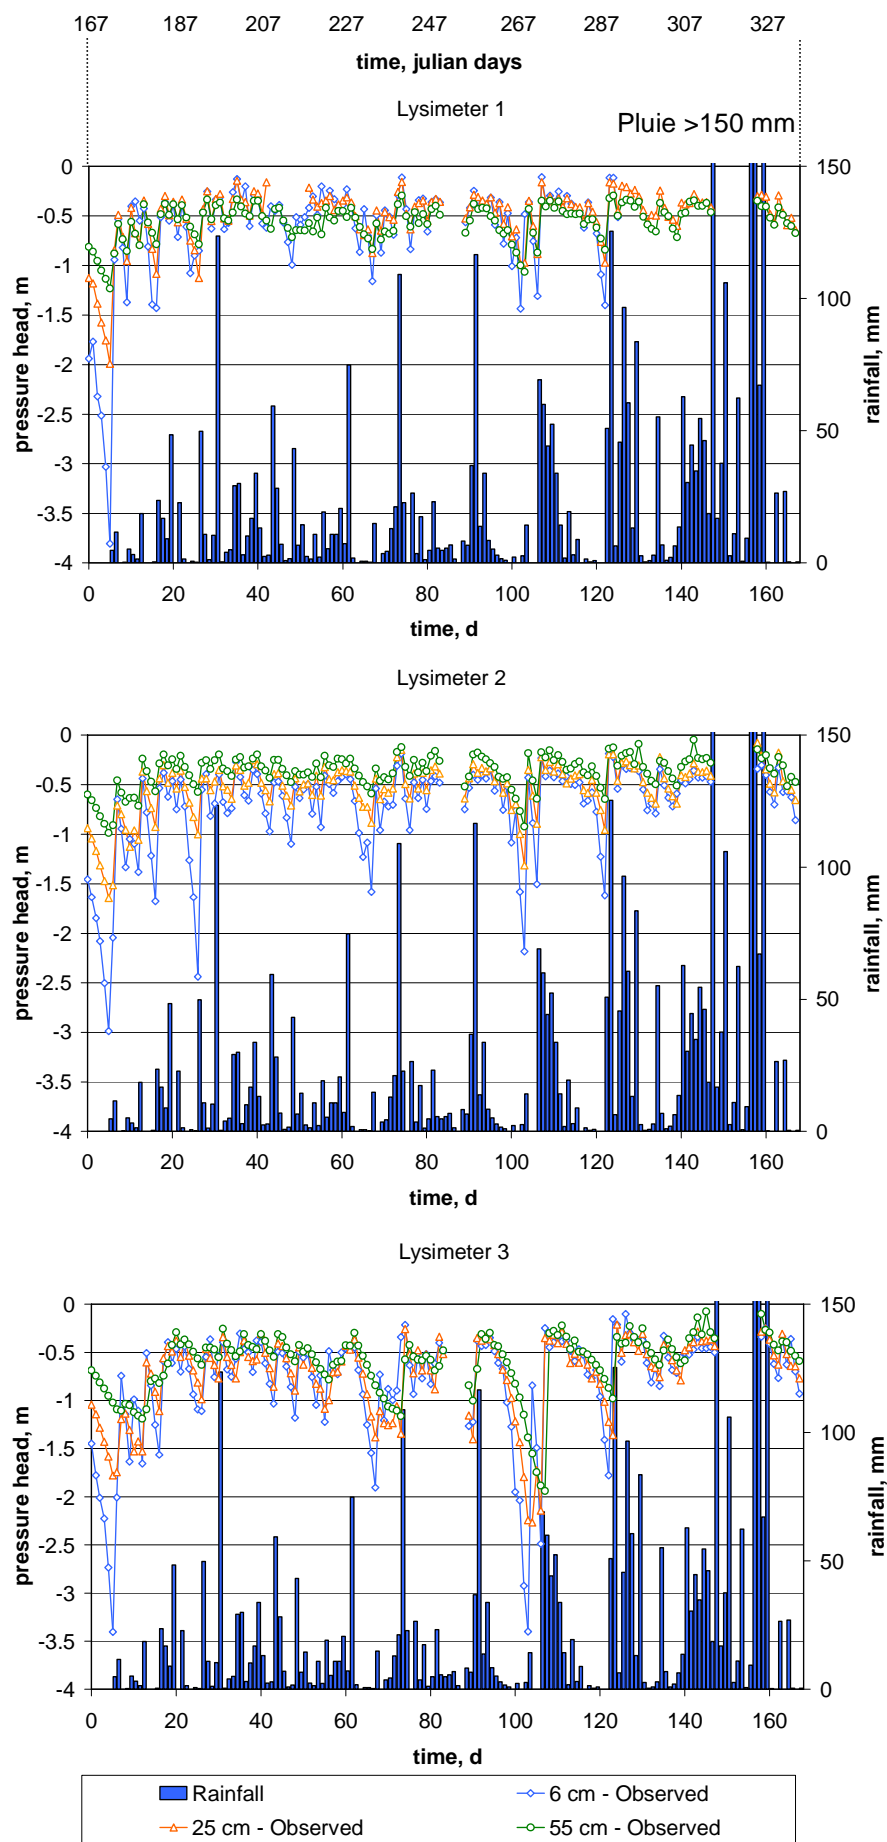 167 187 207 227 247 267 287 307 327
time, julian days
Lysimeter 1
Pluie >150 mm
pressure head, m
0
-0.5
-1
-1.5
-2
-2.5
-3
-3.5
-4
150
100
50
0
rainfall, mm
0 20 40 60 80 100 120 140 160
time, d
Lysimeter 2
pressure head, m
0
-0.5
-1
-1.5
-2
-2.5
-3
-3.5
-4
150
100
50
0
rainfall, mm
0 20 40 60 80 100 120 140 160
time, d
Lysimeter 3
pressure head, m
0
-0.5
-1
-1.5
-2
-2.5
-3
-3.5
-4
150
100
50
0
rainfall, mm
0 20 40 60 80 100 120 140 160
time, d
Rainfall 6 cm - Observed
25 cm - Observed 55 cm - Observed